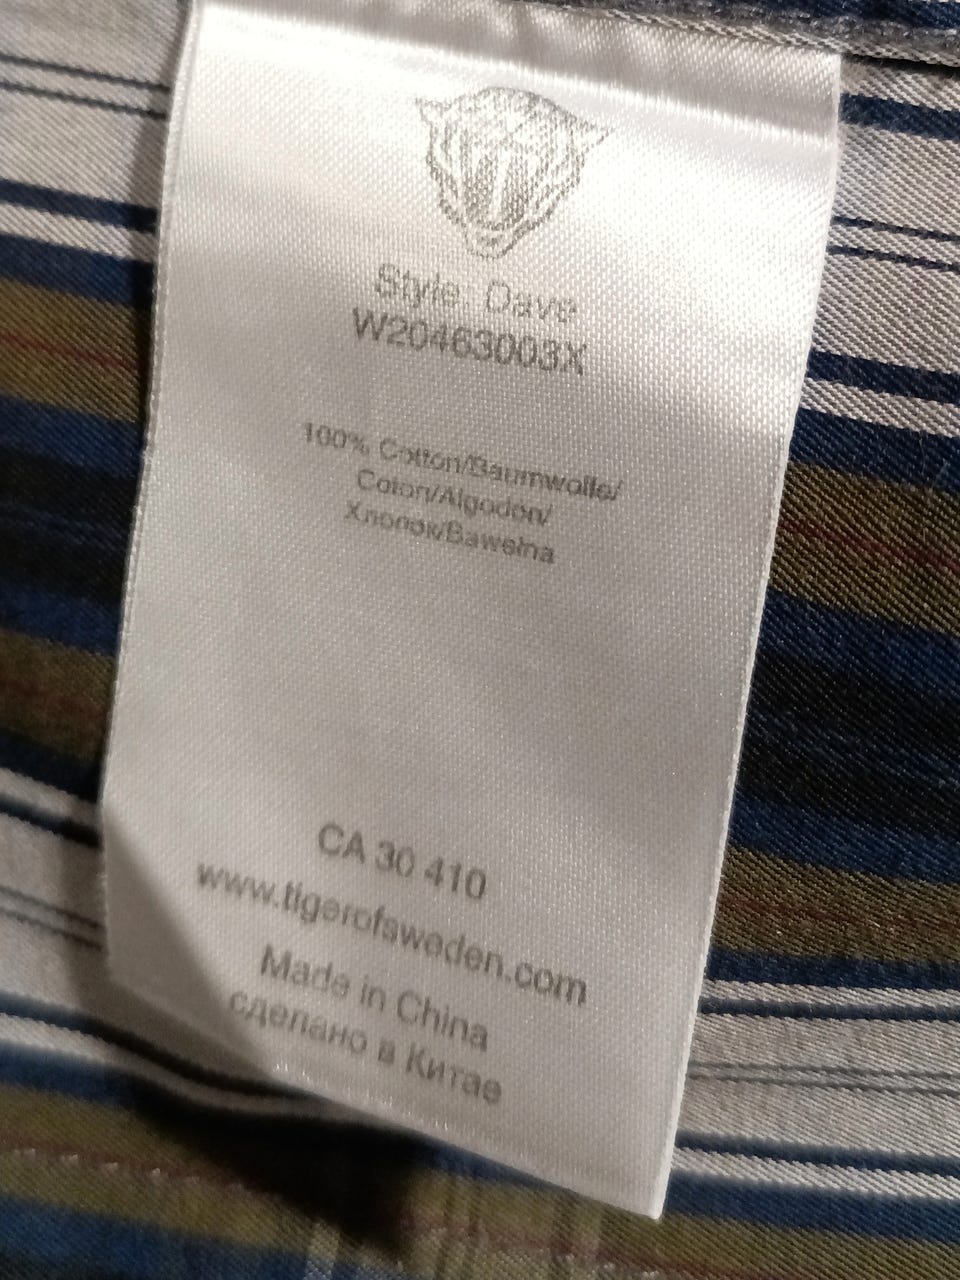 Style: Dave
W20463003X
100% Cotton/Baumwolle/
Coton/Algodon/
Хлопок/Bawełna
CA 30 410
www.tigerofsweden.com
Made in China
сделано в Китае